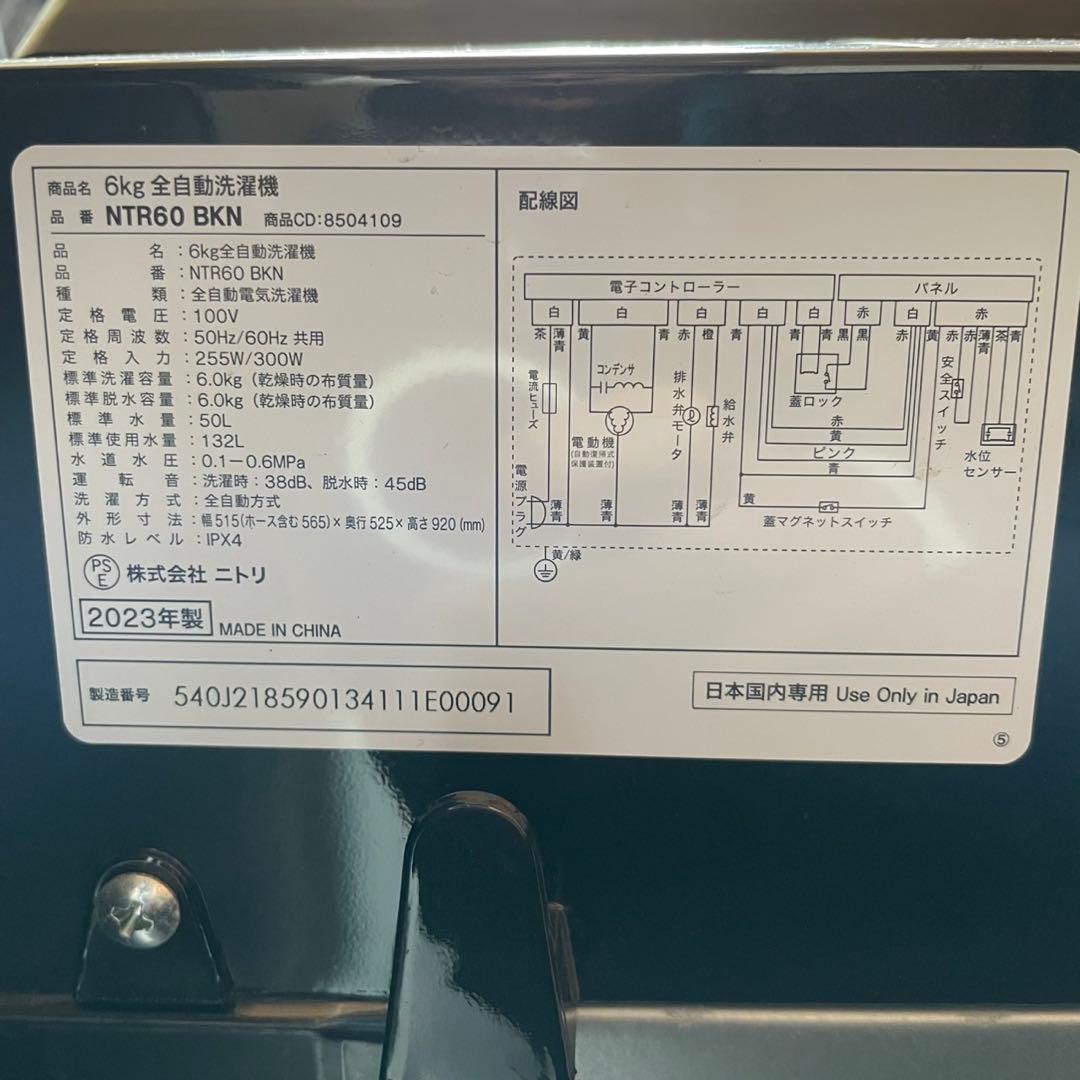 商品名 6kg 全自動洗濯機
品番 NTR60 BKN 商品CD:8504109
品名:6kg全自動洗濯機
品番:NTR60 BKN
種類:全自動電気洗濯機
定格電圧:100V
定格周波数:50Hz/60Hz 共用
定格入力:255W/300W
標準洗濯容量:6.0kg(乾燥時の布質量)
標準脱水容量:6.0kg(乾燥時の布質量)
標準水量:50L
標準使用水量:132L
水道水圧:0.1-0.6MPa
運転音:洗濯時:38dB、脱水時:45dB
洗濯方式:全自動方式
外形寸法:幅515(ホース含む565)×奥行525×高さ920(mm)
防水レベル:IPX4
PSE 株式会社 ニトリ
2023年製 MADE IN CHINA
製造番号 540J218590134111E00091
配線図
電子コントローラー パネル
白 白 白 白 白 赤 白 赤
茶 薄青 黄 青 赤 橙 青 青 青 黒 黒 青 黄 赤 赤 薄青 茶 青
電流ヒューズ
コンデンサ
電動機
(自動復帰式
保護装置付)
排水弁モータ
給水弁
蓋ロック
安全スイッチ
水位
センサー
赤
黄
ピンク
青
黄
蓋マグネットスイッチ
電源プラグ
薄青 薄青 薄青 薄青
黄/緑
日本国内専用 Use Only in Japan
⑤